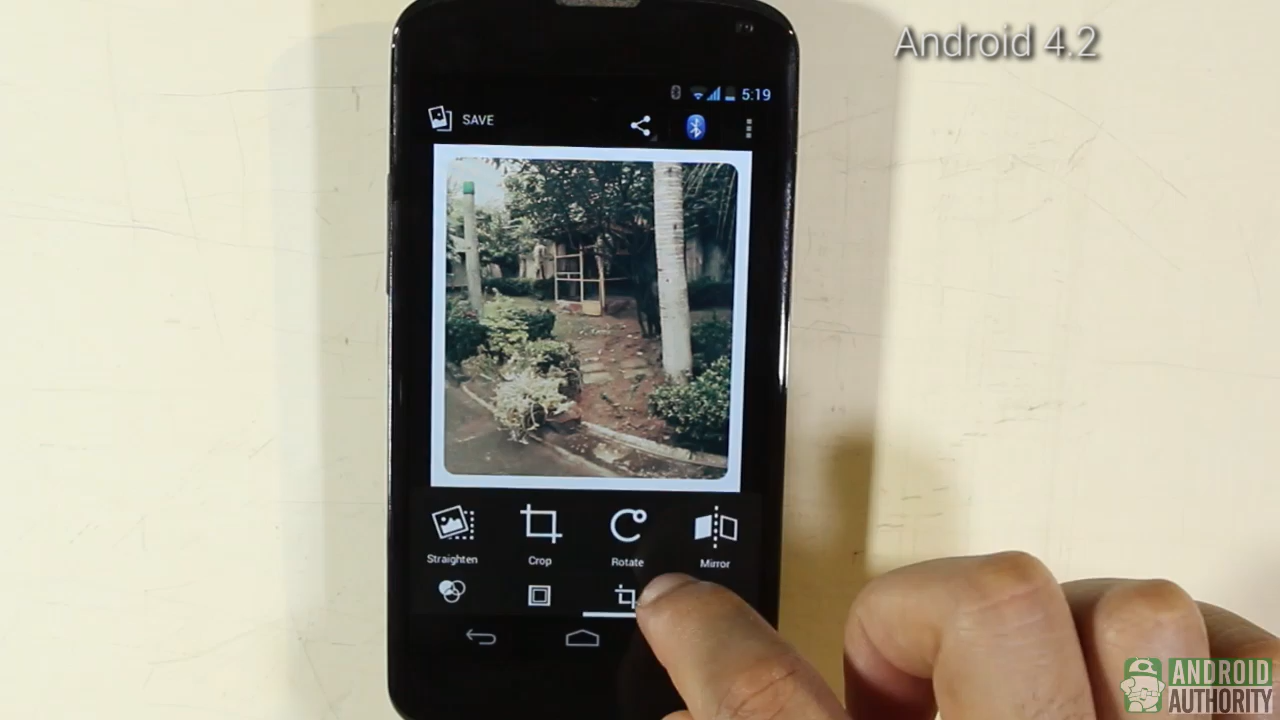 Android 4.2
5:19
SAVE
Straighten
Crop
Rotate
Mirror
ANDROID
AUTHORITY